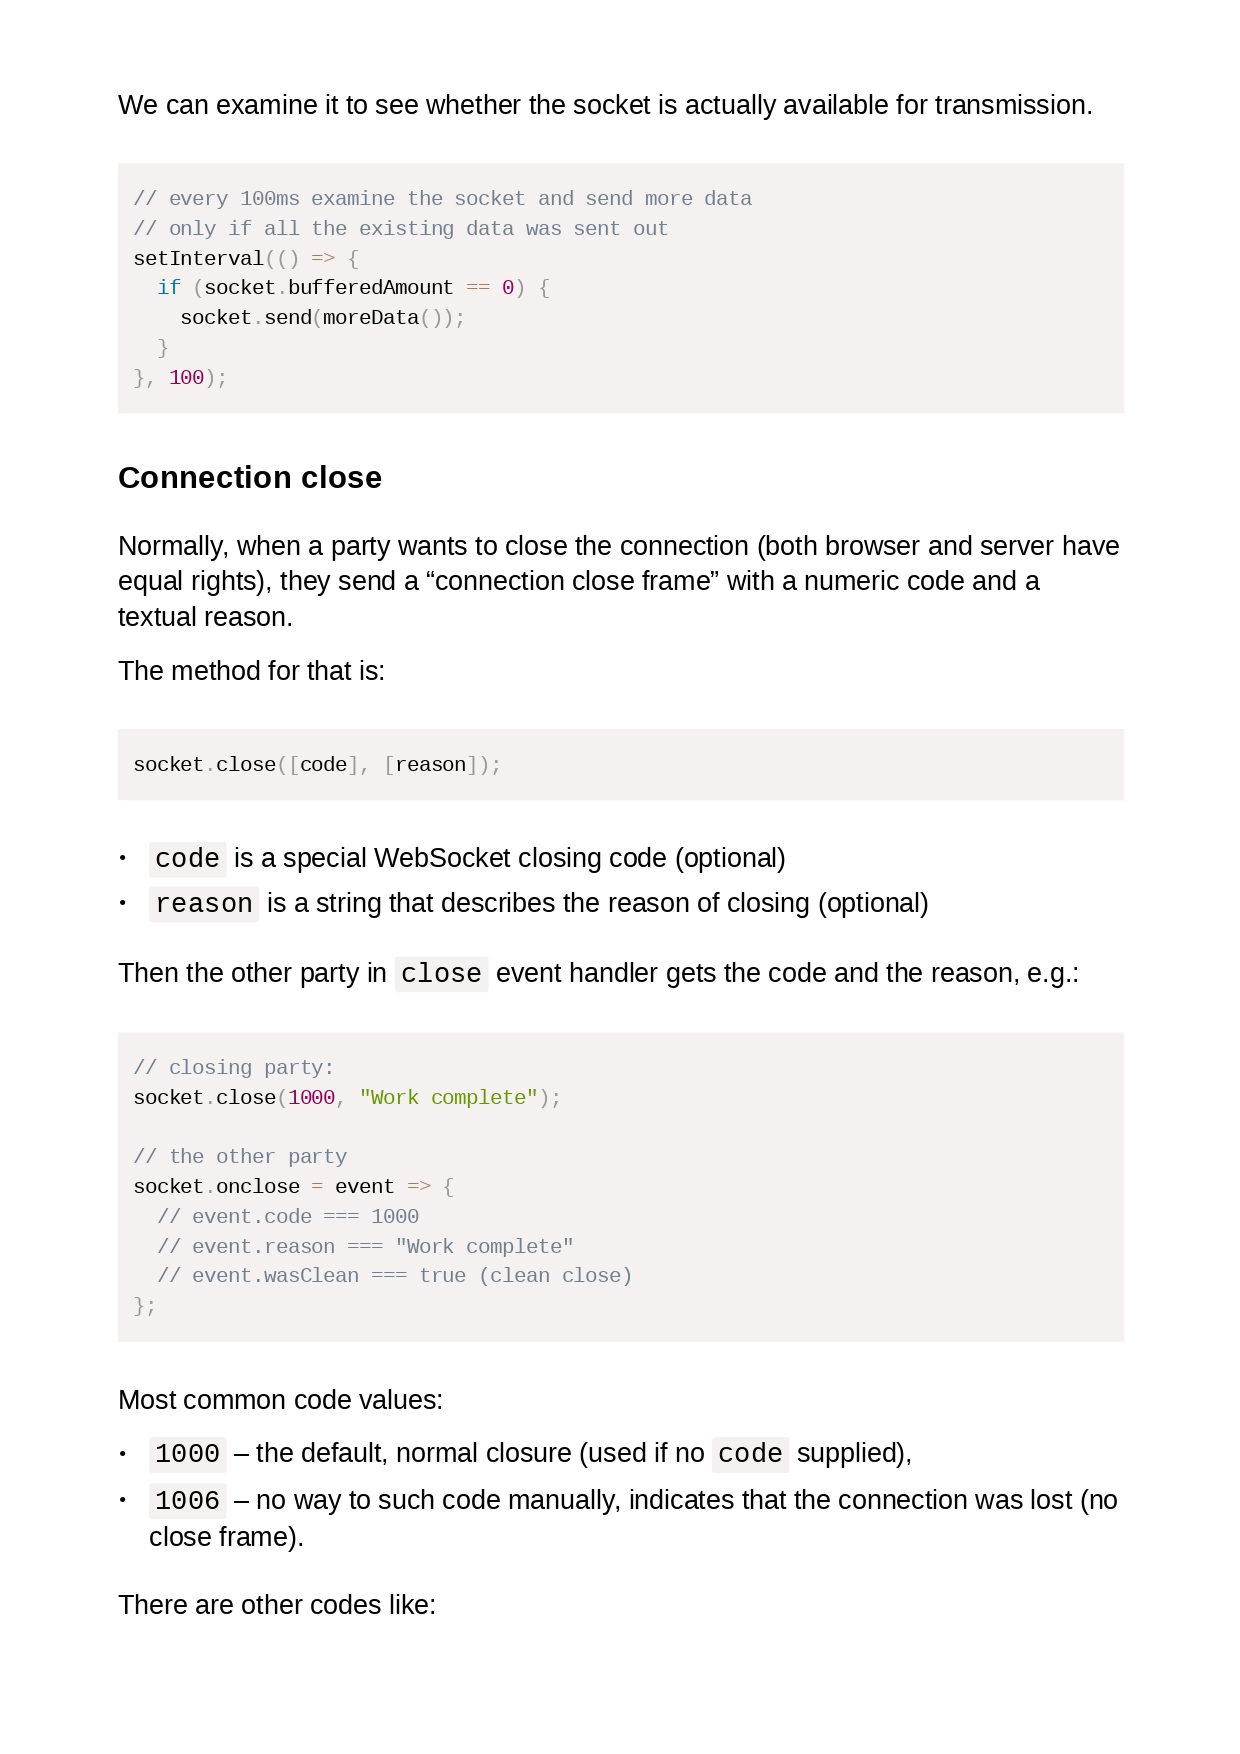 We can examine it to see whether the socket is actually available for transmission.
// every 100ms examine the socket and send more data
// only if all the existing data was sent out
setInterval(() => {
  if (socket.bufferedAmount == 0) {
    socket.send(moreData());
  }
}, 100);
Connection close
Normally, when a party wants to close the connection (both browser and server have
equal rights), they send a “connection close frame” with a numeric code and a
textual reason.
The method for that is:
socket.close([code], [reason]);
• code is a special WebSocket closing code (optional)
• reason is a string that describes the reason of closing (optional)
Then the other party in close event handler gets the code and the reason, e.g.:
// closing party:
socket.close(1000, "Work complete");
// the other party
socket.onclose = event => {
  // event.code === 1000
  // event.reason === "Work complete"
  // event.wasClean === true (clean close)
};
Most common code values:
• 1000 – the default, normal closure (used if no code supplied),
• 1006 – no way to such code manually, indicates that the connection was lost (no
close frame).
There are other codes like: